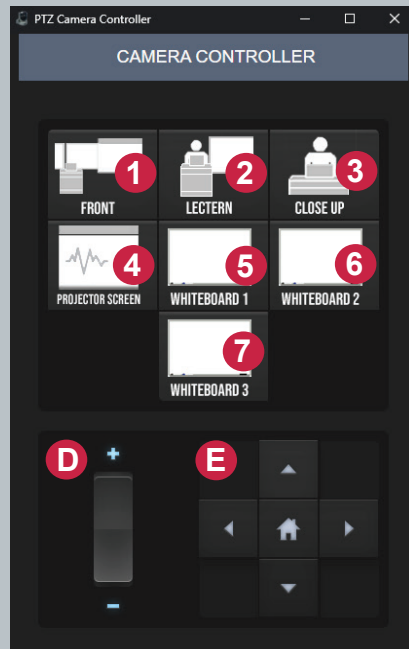 PTZ Camera Controller
CAMERA CONTROLLER
1 2 3
FRONT LECTERN CLOSE UP
4 5 6
PROJECTOR SCREEN WHITEBOARD 1 WHITEBOARD 2
7
WHITEBOARD 3
D E
+
−